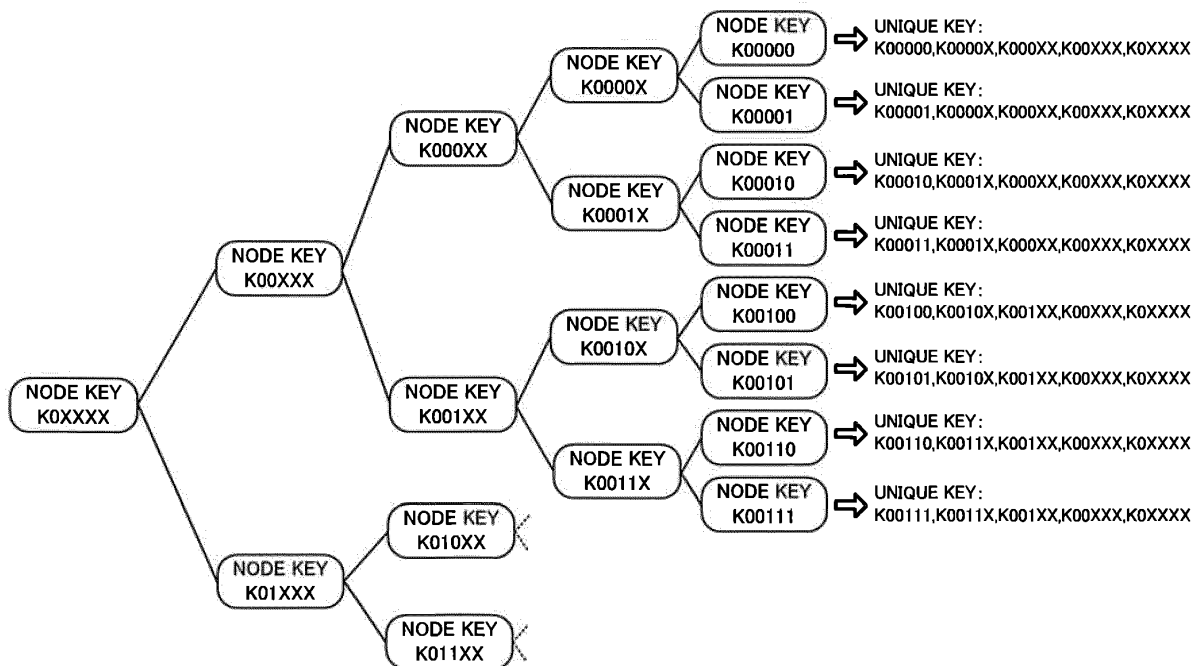 NODE KEY
K0XXXX
NODE KEY
K00XXX
NODE KEY
K01XXX
NODE KEY
K000XX
NODE KEY
K001XX
NODE KEY
K010XX
NODE KEY
K011XX
NODE KEY
K0000X
NODE KEY
K0001X
NODE KEY
K0010X
NODE KEY
K0011X
NODE KEY
K00000
UNIQUE KEY:
K00000,K0000X,K000XX,K00XXX,K0XXXX
NODE KEY
K00001
UNIQUE KEY:
K00001,K0000X,K000XX,K00XXX,K0XXXX
NODE KEY
K00010
UNIQUE KEY:
K00010,K0001X,K000XX,K00XXX,K0XXXX
NODE KEY
K00011
UNIQUE KEY:
K00011,K0001X,K000XX,K00XXX,K0XXXX
NODE KEY
K00100
UNIQUE KEY:
K00100,K0010X,K001XX,K00XXX,K0XXXX
NODE KEY
K00101
UNIQUE KEY:
K00101,K0010X,K001XX,K00XXX,K0XXXX
NODE KEY
K00110
UNIQUE KEY:
K00110,K0011X,K001XX,K00XXX,K0XXXX
NODE KEY
K00111
UNIQUE KEY:
K00111,K0011X,K001XX,K00XXX,K0XXXX